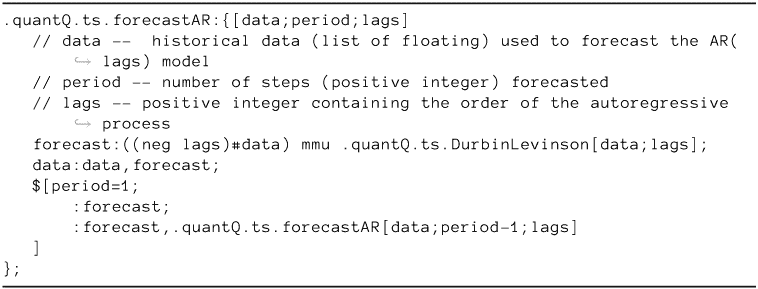 .quantQ.ts.forecastAR:{[data;period;lags]
   // data --  historical data (list of floating) used to forecast the AR(
       ↪ lags) model
   // period -- number of steps (positive integer) forecasted
   // lags -- positive integer containing the order of the autoregressive
       ↪ process
   forecast:((neg lags)#data) mmu .quantQ.ts.DurbinLevinson[data;lags];
   data:data,forecast;
   $[period=1;
       :forecast;
       :forecast,.quantQ.ts.forecastAR[data;period-1;lags]
   ]
};